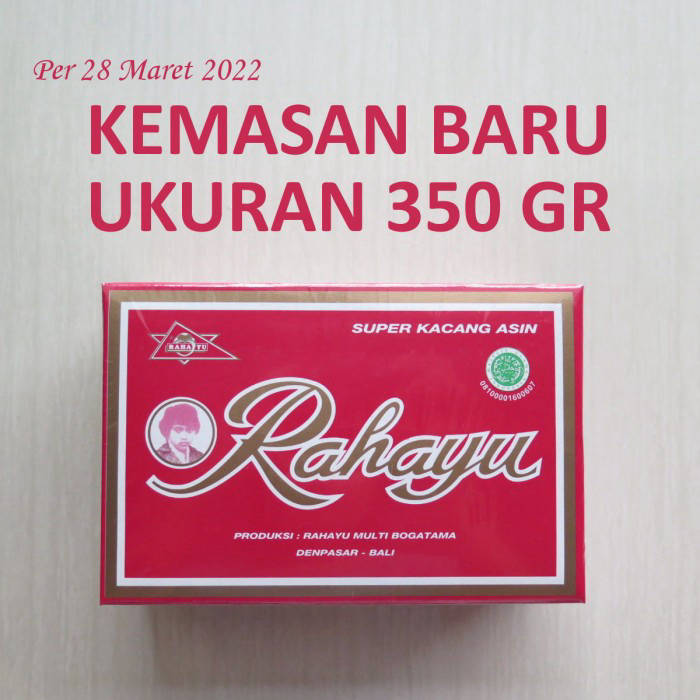 Per 28 Maret 2022
KEMASAN BARU
UKURAN 350 GR
SUPER KACANG ASIN
RAHAYU
08100001600607
Rahayu
PRODUKSI : RAHAYU MULTI BOGATAMA
DENPASAR - BALI